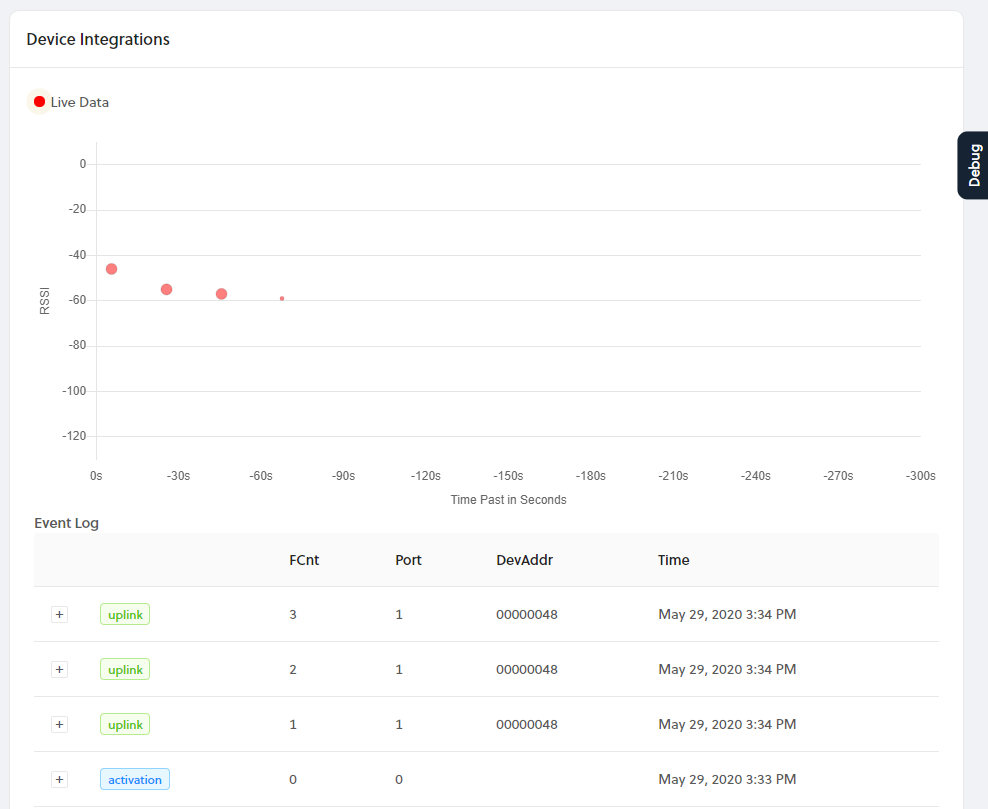 Device Integrations
Live Data
Debug
0
-20
-40
-60
-80
-100
-120
RSSI
0s -30s -60s -90s -120s -150s -180s -210s -240s -270s -300s
Time Past in Seconds
Event Log
FCnt Port DevAddr Time
+ uplink 3 1 00000048 May 29, 2020 3:34 PM
+ uplink 2 1 00000048 May 29, 2020 3:34 PM
+ uplink 1 1 00000048 May 29, 2020 3:34 PM
+ activation 0 0 May 29, 2020 3:33 PM